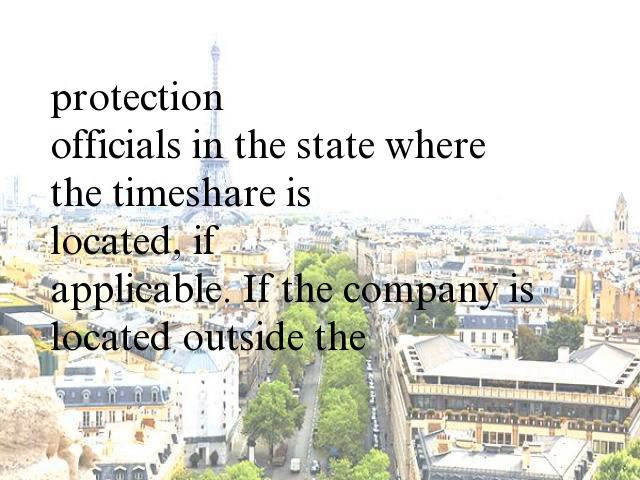 protection
officials in the state where
the timeshare is
located, if
applicable. If the company is
located outside the